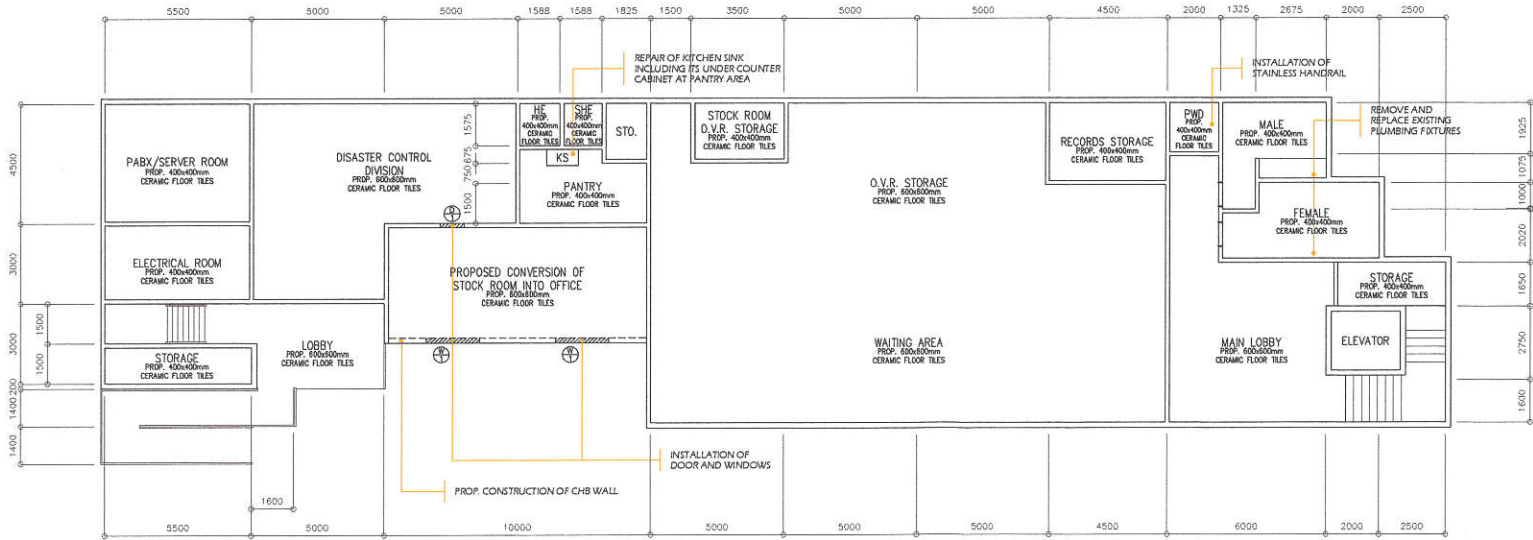 5500 5000 5000 1588 1588 1825 1500 3500 5000 5000 4500 2000 1325 2675 2000 2500
REPAIR OF KITCHEN SINK
INCLUDING ITS UNDER COUNTER
CABINET AT PANTRY AREA
INSTALLATION OF
STAINLESS HANDRAIL
REMOVE AND
REPLACE EXISTING
PLUMBING FIXTURES
4500
3000
3000
200
1400
1400
1500
1500
PABX/SERVER ROOM
PROP. 400x400mm
CERAMIC FLOOR TILES
DISASTER CONTROL
DIVISION
PROP. 600x600mm
CERAMIC FLOOR TILES
1575
675
750
1500
HE
PROP.
400x400mm
CERAMIC
FLOOR TILES
SHE
PROP.
400x400mm
CERAMIC
FLOOR TILES
STO.
KS
PANTRY
PROP. 400x400mm
CERAMIC FLOOR TILES
STOCK ROOM
O.V.R. STORAGE
PROP. 400x400mm
CERAMIC FLOOR TILES
O.V.R. STORAGE
PROP. 600x600mm
CERAMIC FLOOR TILES
RECORDS STORAGE
PROP. 400x400mm
CERAMIC FLOOR TILES
PWD
PROP.
400x400mm
CERAMIC
FLOOR TILES
MALE
PROP. 400x400mm
CERAMIC FLOOR TILES
FEMALE
PROP. 400x400mm
CERAMIC FLOOR TILES
1925
1075
1000
2020
1650
2750
1600
ELECTRICAL ROOM
PROP. 400x400mm
CERAMIC FLOOR TILES
D
1
PROPOSED CONVERSION OF
STOCK ROOM INTO OFFICE
PROP. 600x600mm
CERAMIC FLOOR TILES
STORAGE
PROP. 400x400mm
CERAMIC FLOOR TILES
LOBBY
PROP. 600x600mm
CERAMIC FLOOR TILES
W
1
W
1
WAITING AREA
PROP. 600x600mm
CERAMIC FLOOR TILES
MAIN LOBBY
PROP. 600x600mm
CERAMIC FLOOR TILES
ELEVATOR
STORAGE
PROP. 400x400mm
CERAMIC FLOOR TILES
INSTALLATION OF
DOOR AND WINDOWS
PROP. CONSTRUCTION OF CHB WALL
1600
5500 5000 10000 5000 5000 5000 4500 6000 2000 2500